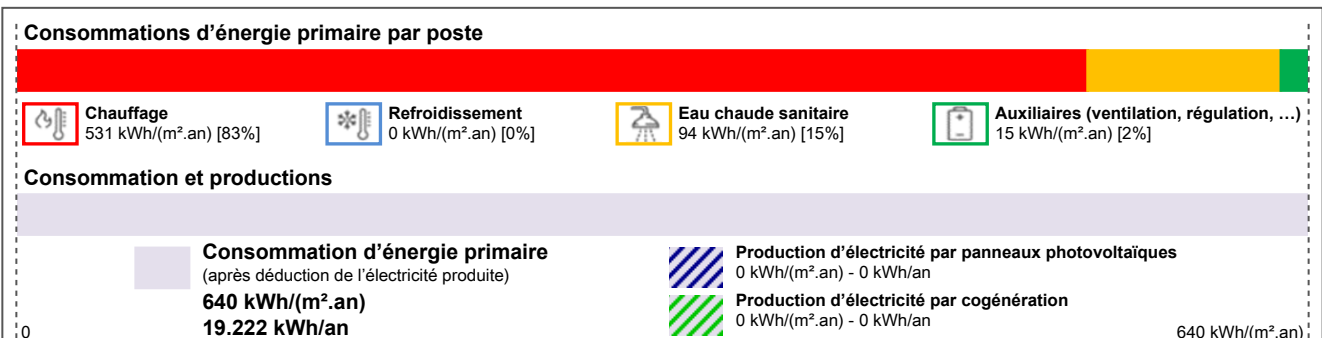 Consommations d’énergie primaire par poste
Chauffage
531 kWh/(m².an) [83%]
Refroidissement
0 kWh/(m².an) [0%]
Eau chaude sanitaire
94 kWh/(m².an) [15%]
Auxiliaires (ventilation, régulation, …)
15 kWh/(m².an) [2%]
Consommation et productions
Consommation d’énergie primaire
(après déduction de l’électricité produite)
640 kWh/(m².an)
19.222 kWh/an
Production d’électricité par panneaux photovoltaïques
0 kWh/(m².an) - 0 kWh/an
Production d’électricité par cogénération
0 kWh/(m².an) - 0 kWh/an
0
640 kWh/(m².an)